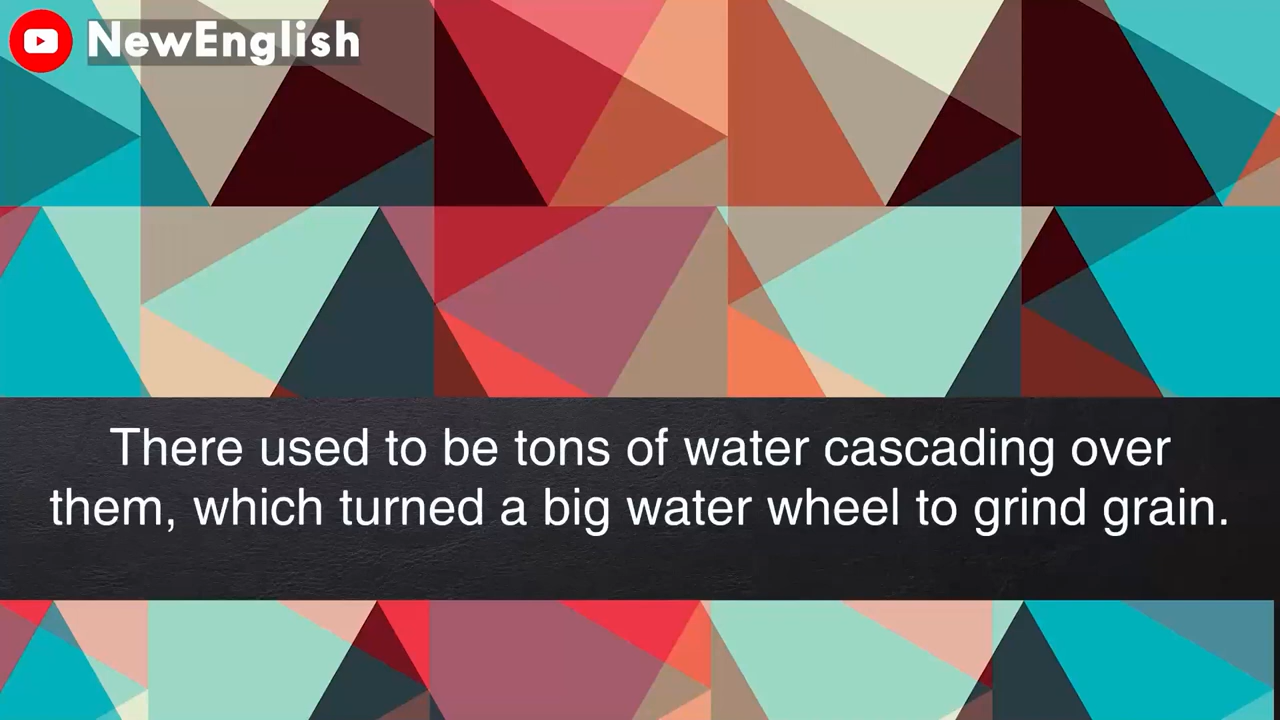 NewEnglish
There used to be tons of water cascading over
them, which turned a big water wheel to grind grain.